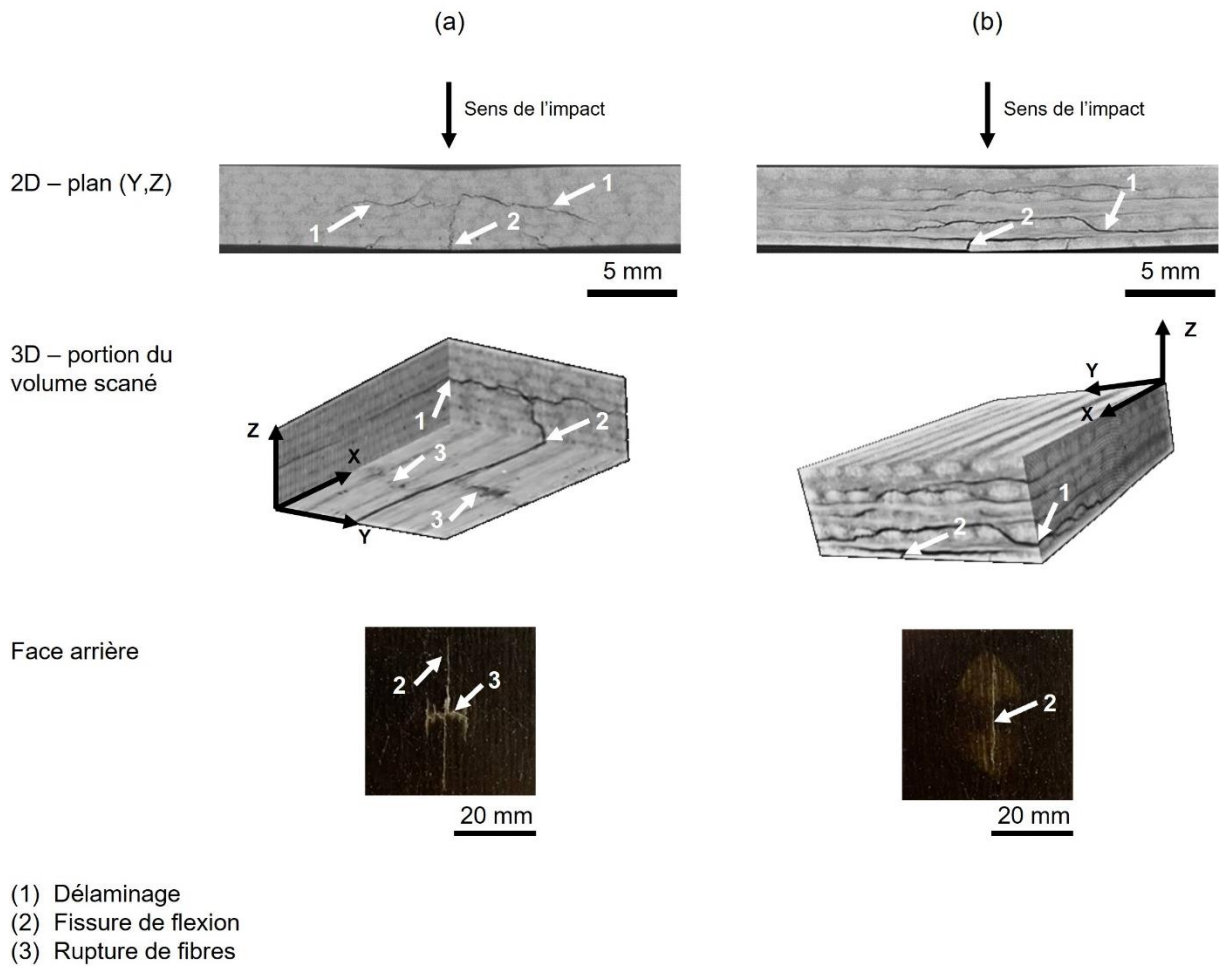 (a)
(b)
Sens de l'impact
Sens de l'impact
2D – plan (Y,Z)
1
1
2
5 mm
1
2
5 mm
3D – portion du
volume scané
Z
X
Y
1
2
3
3
Z
Y
X
1
2
Face arrière
2
3
20 mm
2
20 mm
(1) Délaminage
(2) Fissure de flexion
(3) Rupture de fibres